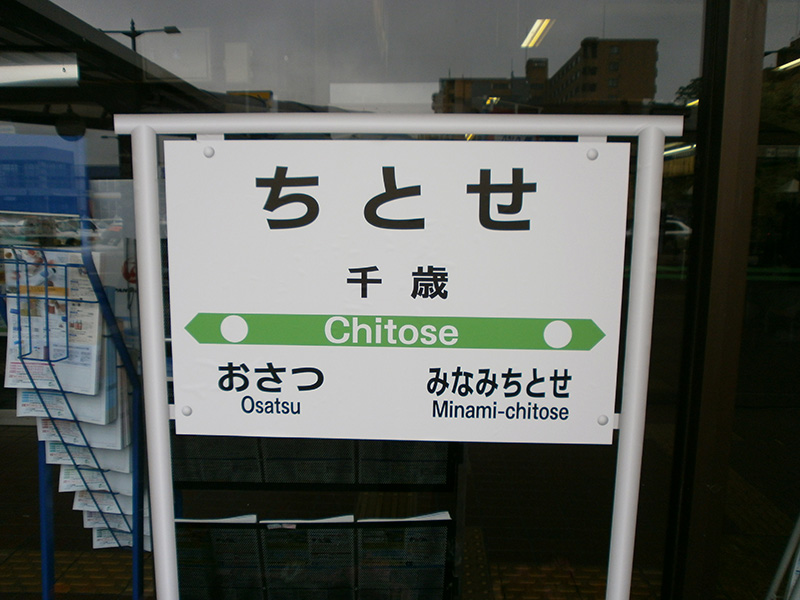 ちとせ
千歳
Chitose
おさつ みなみちとせ
Osatsu Minami-chitose